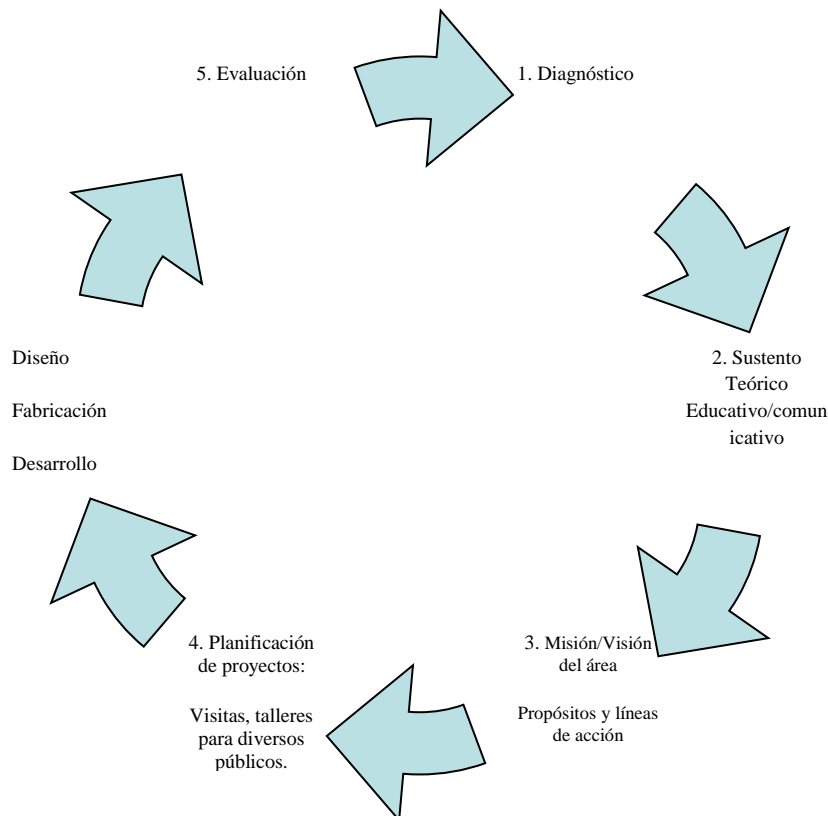 5. Evaluación
1. Diagnóstico
Diseño
Fabricación
Desarrollo
2. Sustento
Teórico
Educativo/comun
icativo
4. Planificación
de proyectos:
Visitas, talleres
para diversos
públicos.
3. Misión/Visión
del área
Propósitos y líneas
de acción